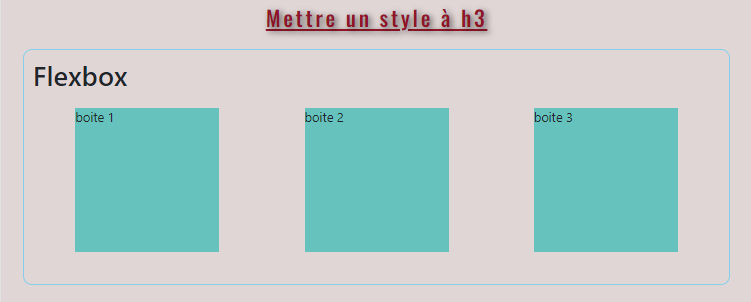 Mettre un style à h3
Flexbox
boite 1
boite 2
boite 3